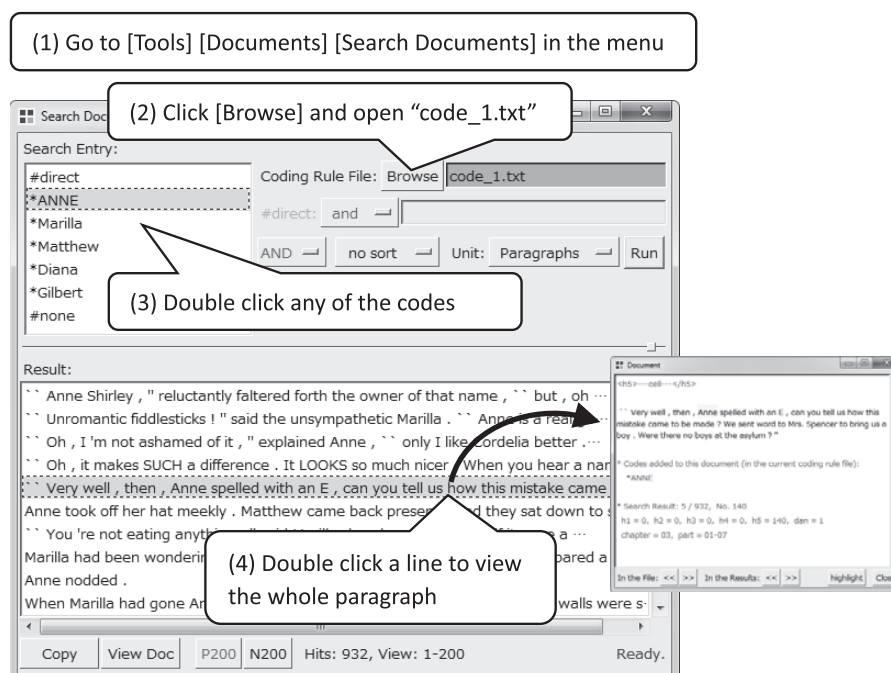 (1) Go to [Tools] [Documents] [Search Documents] in the menu
(2) Click [Browse] and open “code_1.txt”
Search Doc
Search Entry:
#direct
*ANNE
*Marilla
*Matthew
*Diana
*Gilbert
#none
Coding Rule File: Browse code_1.txt
#direct: and
AND no sort Unit: Paragraphs Run
(3) Double click any of the codes
Result:
`` Anne Shirley , " reluctantly faltered forth the owner of that name , `` but , oh ···
`` Unromantic fiddlesticks ! " said the unsympathetic Marilla . `` Anne is a real
`` Oh , I 'm not ashamed of it , " explained Anne , `` only I like Cordelia better . ···
`` Oh , it makes SUCH a difference . It LOOKS so much nicer . When you hear a nar
`` Very well , then , Anne spelled with an E , can you tell us how this mistake came
Anne took off her hat meekly . Matthew came back presen d they sat down to s
`` You 're not eating anyth a ···
Marilla had been wonderin pared a
Anne nodded .
When Marilla had gone An walls were s
(4) Double click a line to view
the whole paragraph
Copy View Doc P200 N200 Hits: 932, View: 1-200 Ready.
Document
<h5>---cell---</h5>
`` Very well , then , Anne spelled with an E , can you tell us how this
mistake came to be made ? We sent word to Mrs. Spencer to bring us a
boy . Were there no boys at the asylum ? "
* Codes added to this document (in the current coding rule file):
*ANNE
* Search Result: 5 / 932, No. 140
h1 = 0, h2 = 0, h3 = 0, h4 = 0, h5 = 140, dan = 1
chapter = 03, part = 01-07
In the File: << >> In the Results: << >> highlight Clos